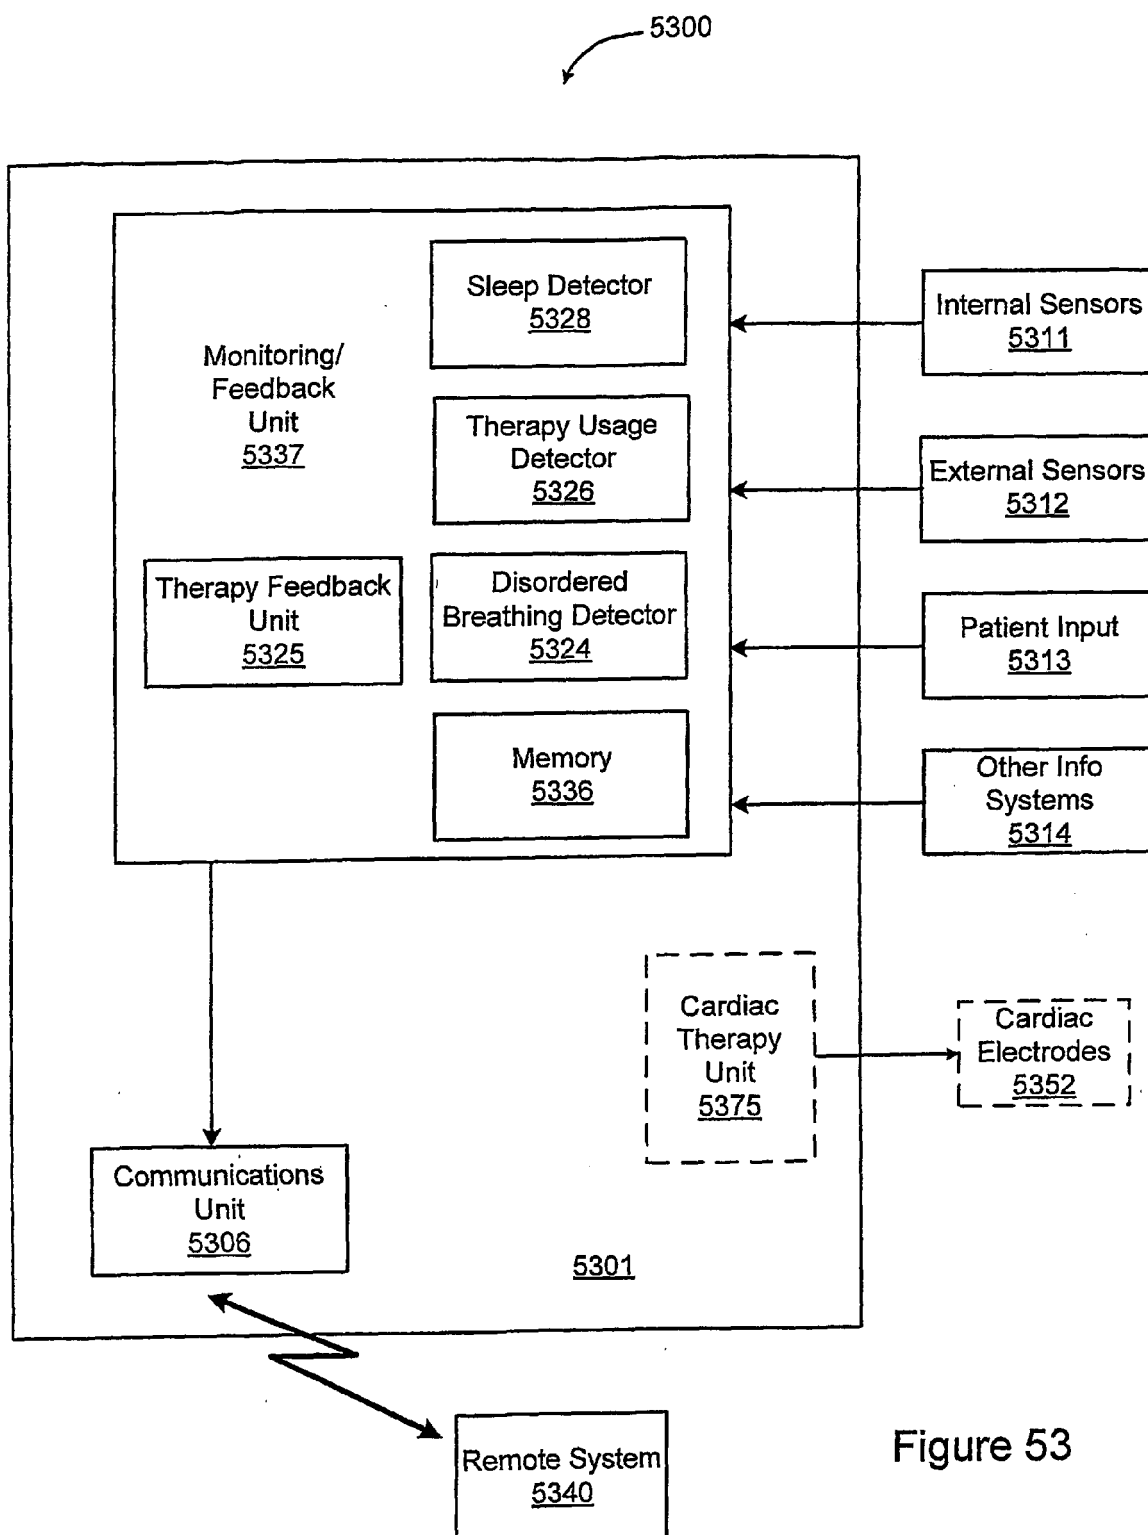 5300
Sleep Detector
5328
Monitoring/
Feedback
Unit
5337
Therapy Usage
Detector
5326
Therapy Feedback
Unit
5325
Disordered
Breathing Detector
5324
Memory
5336
Internal Sensors
5311
External Sensors
5312
Patient Input
5313
Other Info
Systems
5314
Cardiac
Therapy
Unit
5375
Cardiac
Electrodes
5352
Communications
Unit
5306
5301
Remote System
5340
Figure 53